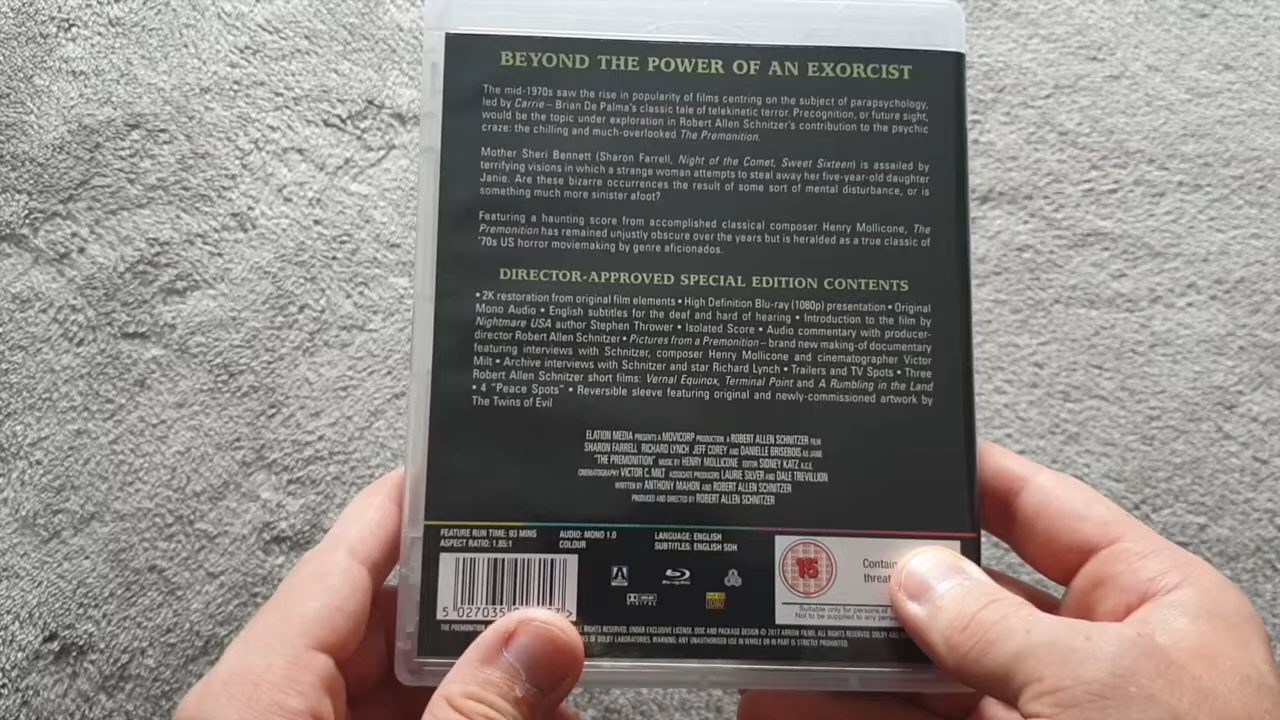 BEYOND THE POWER OF AN EXORCIST
The mid-1970s saw the rise in popularity of films centring on the subject of parapsychology,
led by Carrie – Brian De Palma's classic tale of telekinetic terror. Precognition, or future sight,
would be the topic under exploration in Robert Allen Schnitzer's contribution to the psychic
craze: the chilling and much-overlooked The Premonition.
Mother Sheri Bennett (Sharon Farrell, Night of the Comet, Sweet Sixteen) is assailed by
terrifying visions in which a strange woman attempts to steal away her five-year-old daughter
Janie. Are these bizarre occurrences the result of some sort of mental disturbance, or is
something much more sinister afoot?
Featuring a haunting score from accomplished classical composer Henry Mollicone, The
Premonition has remained unjustly obscure over the years but is heralded as a true classic of
'70s US horror moviemaking by genre aficionados.
DIRECTOR-APPROVED SPECIAL EDITION CONTENTS
• 2K restoration from original film elements • High Definition Blu-ray (1080p) presentation • Original
Mono Audio • English subtitles for the deaf and hard of hearing • Introduction to the film by
Nightmare USA author Stephen Thrower • Isolated Score • Audio commentary with producer-
director Robert Allen Schnitzer • Pictures from a Premonition – brand new making-of documentary
featuring interviews with Schnitzer, composer Henry Mollicone and cinematographer Victor
Milt • Archive interviews with Schnitzer and star Richard Lynch • Trailers and TV Spots • Three
Robert Allen Schnitzer short films: Vernal Equinox, Terminal Point and A Rumbling in the Land
• 4 "Peace Spots" • Reversible sleeve featuring original and newly-commissioned artwork by
The Twins of Evil
ELATION MEDIA PRESENTS A MOVICORP PRODUCTION A ROBERT ALLEN SCHNITZER FILM
SHARON FARRELL RICHARD LYNCH JEFF COREY AND DANIELLE BRISEBOIS AS JANIE
"THE PREMONITION" MUSIC BY HENRY MOLLICONE EDITOR SIDNEY KATZ A.C.E.
CINEMATOGRAPHY VICTOR C. MILT ASSOCIATE PRODUCERS LAURIE SILVER AND DALE TREVILLION
WRITTEN BY ANTHONY MAHON AND ROBERT ALLEN SCHNITZER
PRODUCED AND DIRECTED BY ROBERT ALLEN SCHNITZER
FEATURE RUN TIME: 93 MINS AUDIO: MONO 1.0 LANGUAGE: ENGLISH
ASPECT RATIO: 1.85:1 COLOUR SUBTITLES: ENGLISH SDH
15
Contain
threat
Suitable only for persons of
Not to be supplied to any
Blu-ray Disc
DOLBY
DIGITAL
1080
5 027035
THE PREMONITION ALL RIGHTS RESERVED. UNDER EXCLUSIVE LICENSE. DISC AND PACKAGE DESIGN © 2017 ARROW FILMS. ALL RIGHTS RESERVED. DOLBY AND
OF DOLBY LABORATORIES. WARNING: ANY UNAUTHORISED USE IN WHOLE OR IN PART IS STRICTLY PROHIBITED.